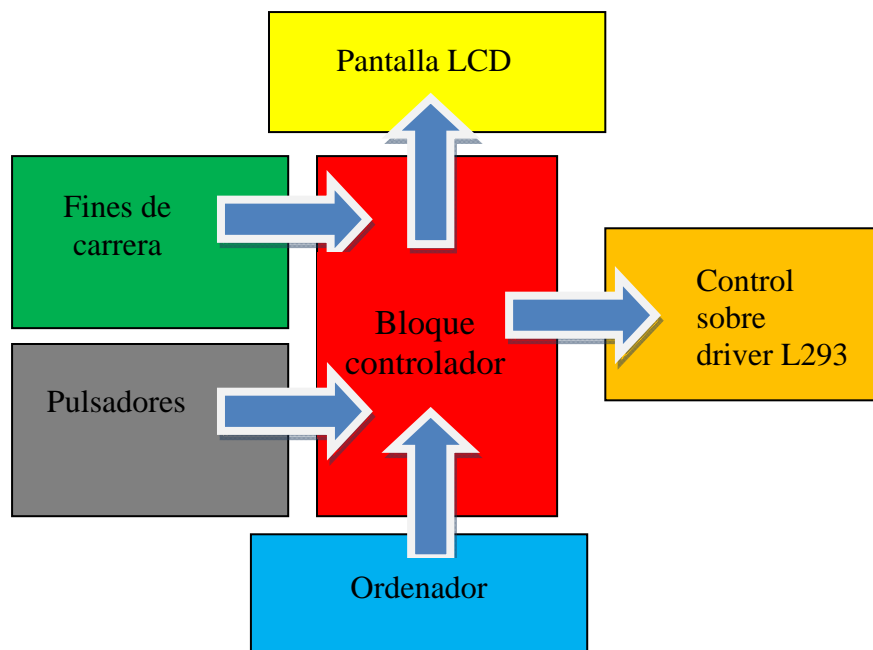 Pantalla LCD
Fines de
carrera
Bloque
controlador
Control
sobre
driver L293
Pulsadores
Ordenador